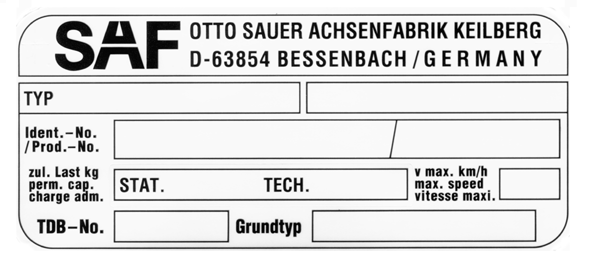 SAF OTTO SAUER ACHSENFABRIK KEILBERG
D-63854 BESSENBACH / GERMANY
TYP
Ident.-No.
/Prod.-No. /
zul. Last kg
perm. cap.
charge adm.
STAT. TECH.
v max. km/h
max. speed
vitesse maxi.
TDB-No. Grundtyp